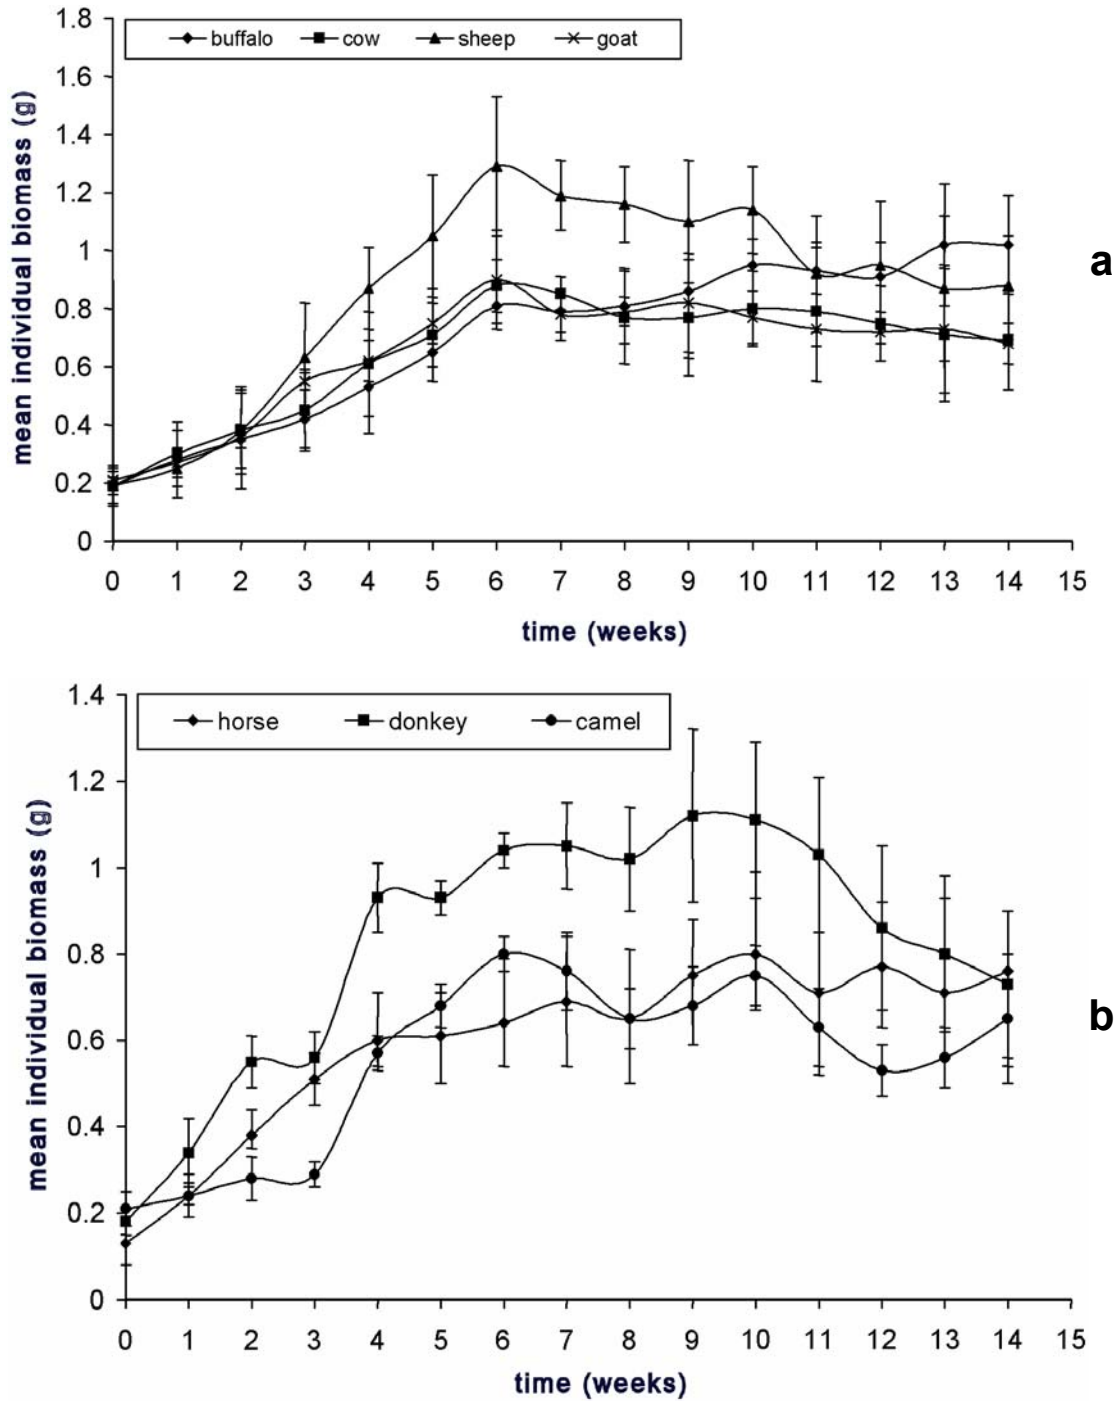 1.8
buffalo cow sheep goat
1.6
1.4
1.2
1
0.8
0.6
0.4
0.2
0
mean individual biomass (g)
a
0 1 2 3 4 5 6 7 8 9 10 11 12 13 14 15
time (weeks)
1.4
horse donkey camel
1.2
1
0.8
0.6
0.4
0.2
0
mean individual biomass (g)
b
0 1 2 3 4 5 6 7 8 9 10 11 12 13 14 15
time (weeks)